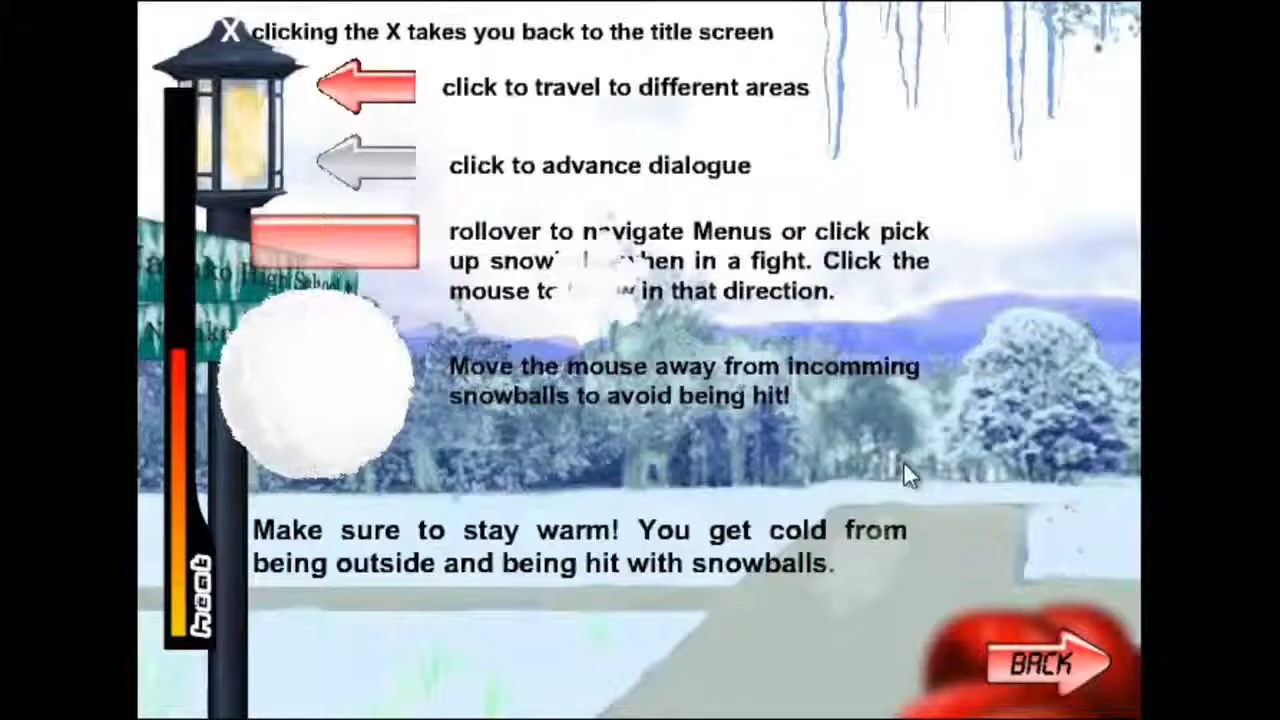 X clicking the X takes you back to the title screen
click to travel to different areas
click to advance dialogue
rollover to navigate Menus or click pick
up when in a fight. Click the
mouse to in that direction.
High School
Move the mouse away from incomming
snowballs to avoid being hit!
Make sure to stay warm! You get cold from
being outside and being hit with snowballs.
heat
BACK